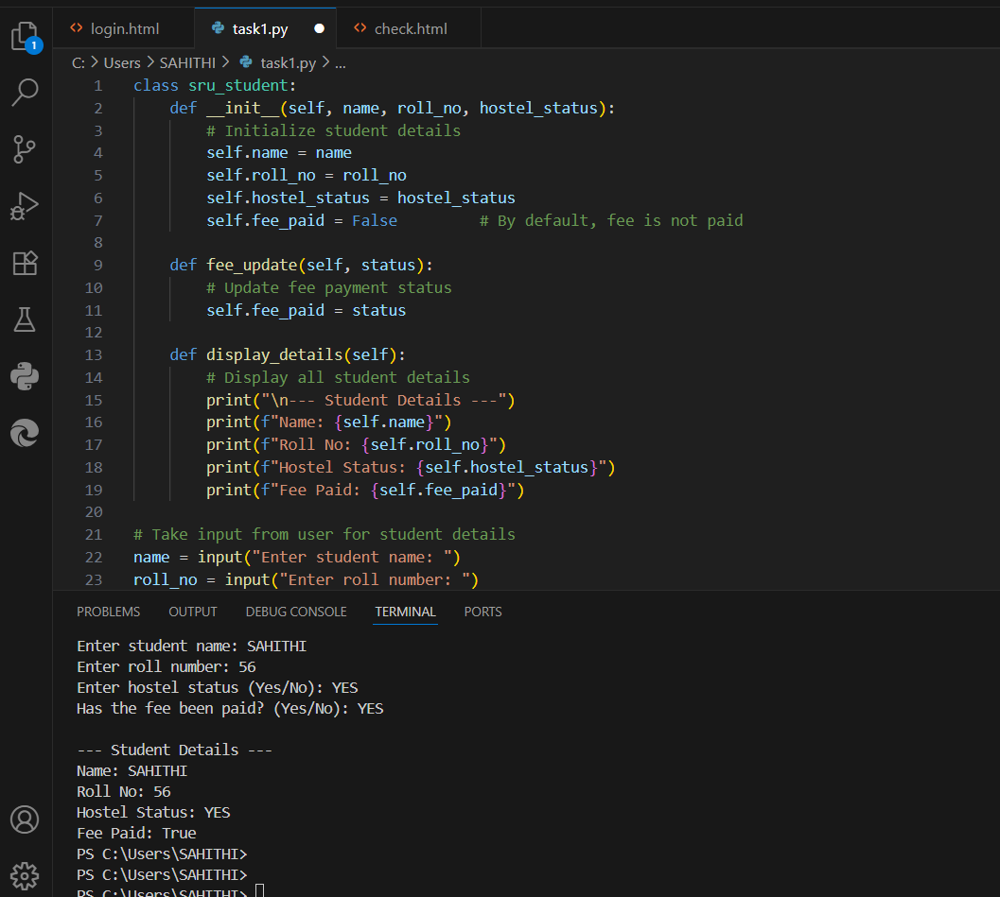 login.html task1.py check.html
1
C: > Users > SAHITHI > task1.py > ...
1 class sru_student:
2     def __init__(self, name, roll_no, hostel_status):
3         # Initialize student details
4         self.name = name
5         self.roll_no = roll_no
6         self.hostel_status = hostel_status
7         self.fee_paid = False         # By default, fee is not paid
8
9     def fee_update(self, status):
10         # Update fee payment status
11         self.fee_paid = status
12
13     def display_details(self):
14         # Display all student details
15         print("\n--- Student Details ---")
16         print(f"Name: {self.name}")
17         print(f"Roll No: {self.roll_no}")
18         print(f"Hostel Status: {self.hostel_status}")
19         print(f"Fee Paid: {self.fee_paid}")
20
21 # Take input from user for student details
22 name = input("Enter student name: ")
23 roll_no = input("Enter roll number: ")
PROBLEMS OUTPUT DEBUG CONSOLE TERMINAL PORTS
Enter student name: SAHITHI
Enter roll number: 56
Enter hostel status (Yes/No): YES
Has the fee been paid? (Yes/No): YES
--- Student Details ---
Name: SAHITHI
Roll No: 56
Hostel Status: YES
Fee Paid: True
PS C:\Users\SAHITHI>
PS C:\Users\SAHITHI>
PS C:\Users\SAHITHI>